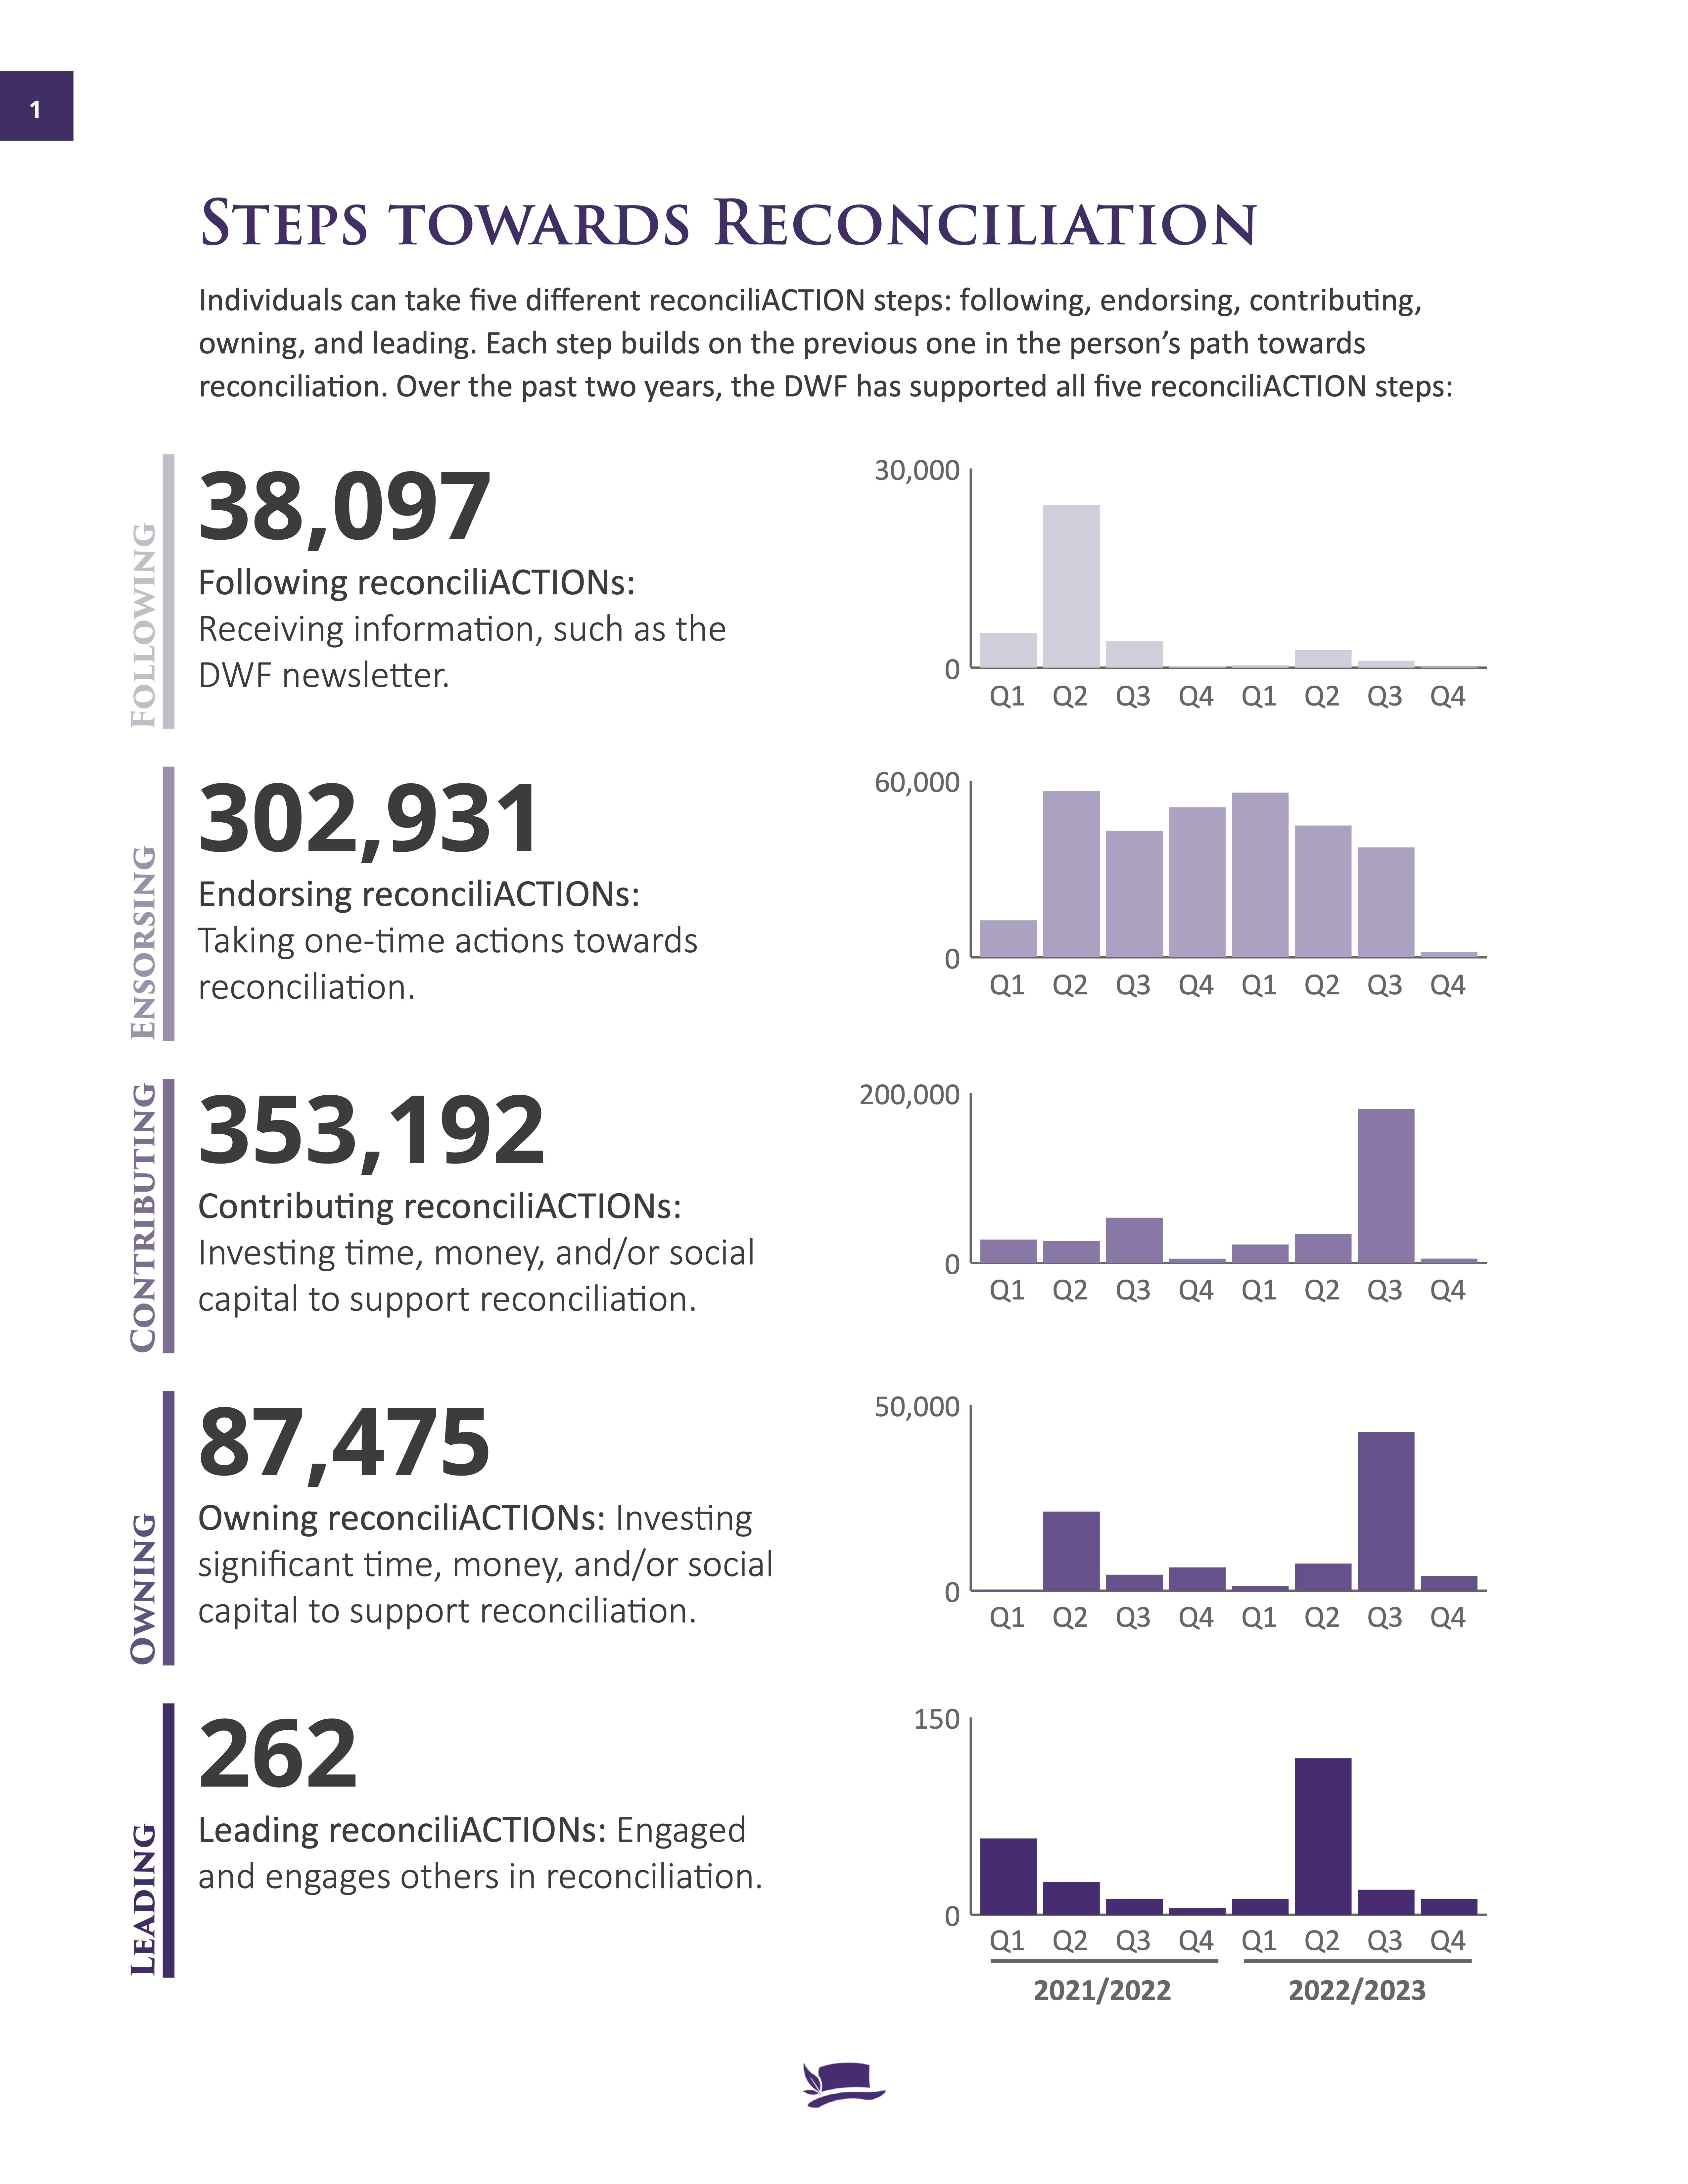 1
STEPS TOWARDS RECONCILIATION
Individuals can take five different reconciliACTION steps: following, endorsing, contributing,
owning, and leading. Each step builds on the previous one in the person’s path towards
reconciliation. Over the past two years, the DWF has supported all five reconciliACTION steps:
FOLLOWING
38,097
Following reconciliACTIONs:
Receiving information, such as the
DWF newsletter.
30,000
0
Q1 Q2 Q3 Q4 Q1 Q2 Q3 Q4
ENSORSING
302,931
Endorsing reconciliACTIONs:
Taking one-time actions towards
reconciliation.
60,000
0
Q1 Q2 Q3 Q4 Q1 Q2 Q3 Q4
CONTRIBUTING
353,192
Contributing reconciliACTIONs:
Investing time, money, and/or social
capital to support reconciliation.
200,000
0
Q1 Q2 Q3 Q4 Q1 Q2 Q3 Q4
OWNING
87,475
Owning reconciliACTIONs: Investing
significant time, money, and/or social
capital to support reconciliation.
50,000
0
Q1 Q2 Q3 Q4 Q1 Q2 Q3 Q4
LEADING
262
Leading reconciliACTIONs: Engaged
and engages others in reconciliation.
150
0
Q1 Q2 Q3 Q4 Q1 Q2 Q3 Q4
2021/2022 2022/2023